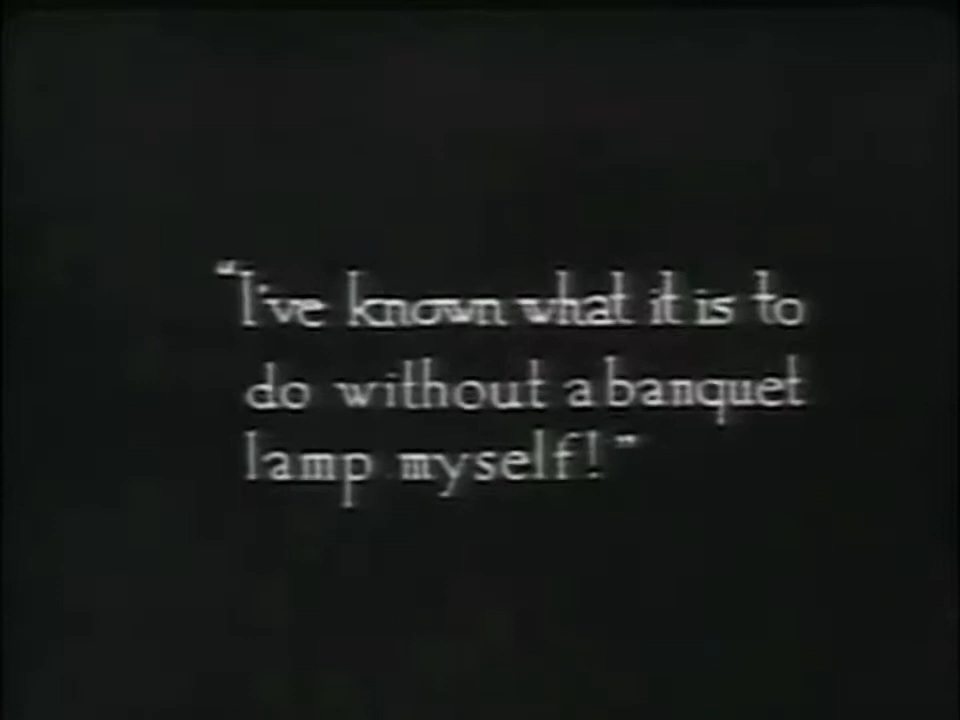 “I've known what it is to
do without a banquet
lamp myself!”